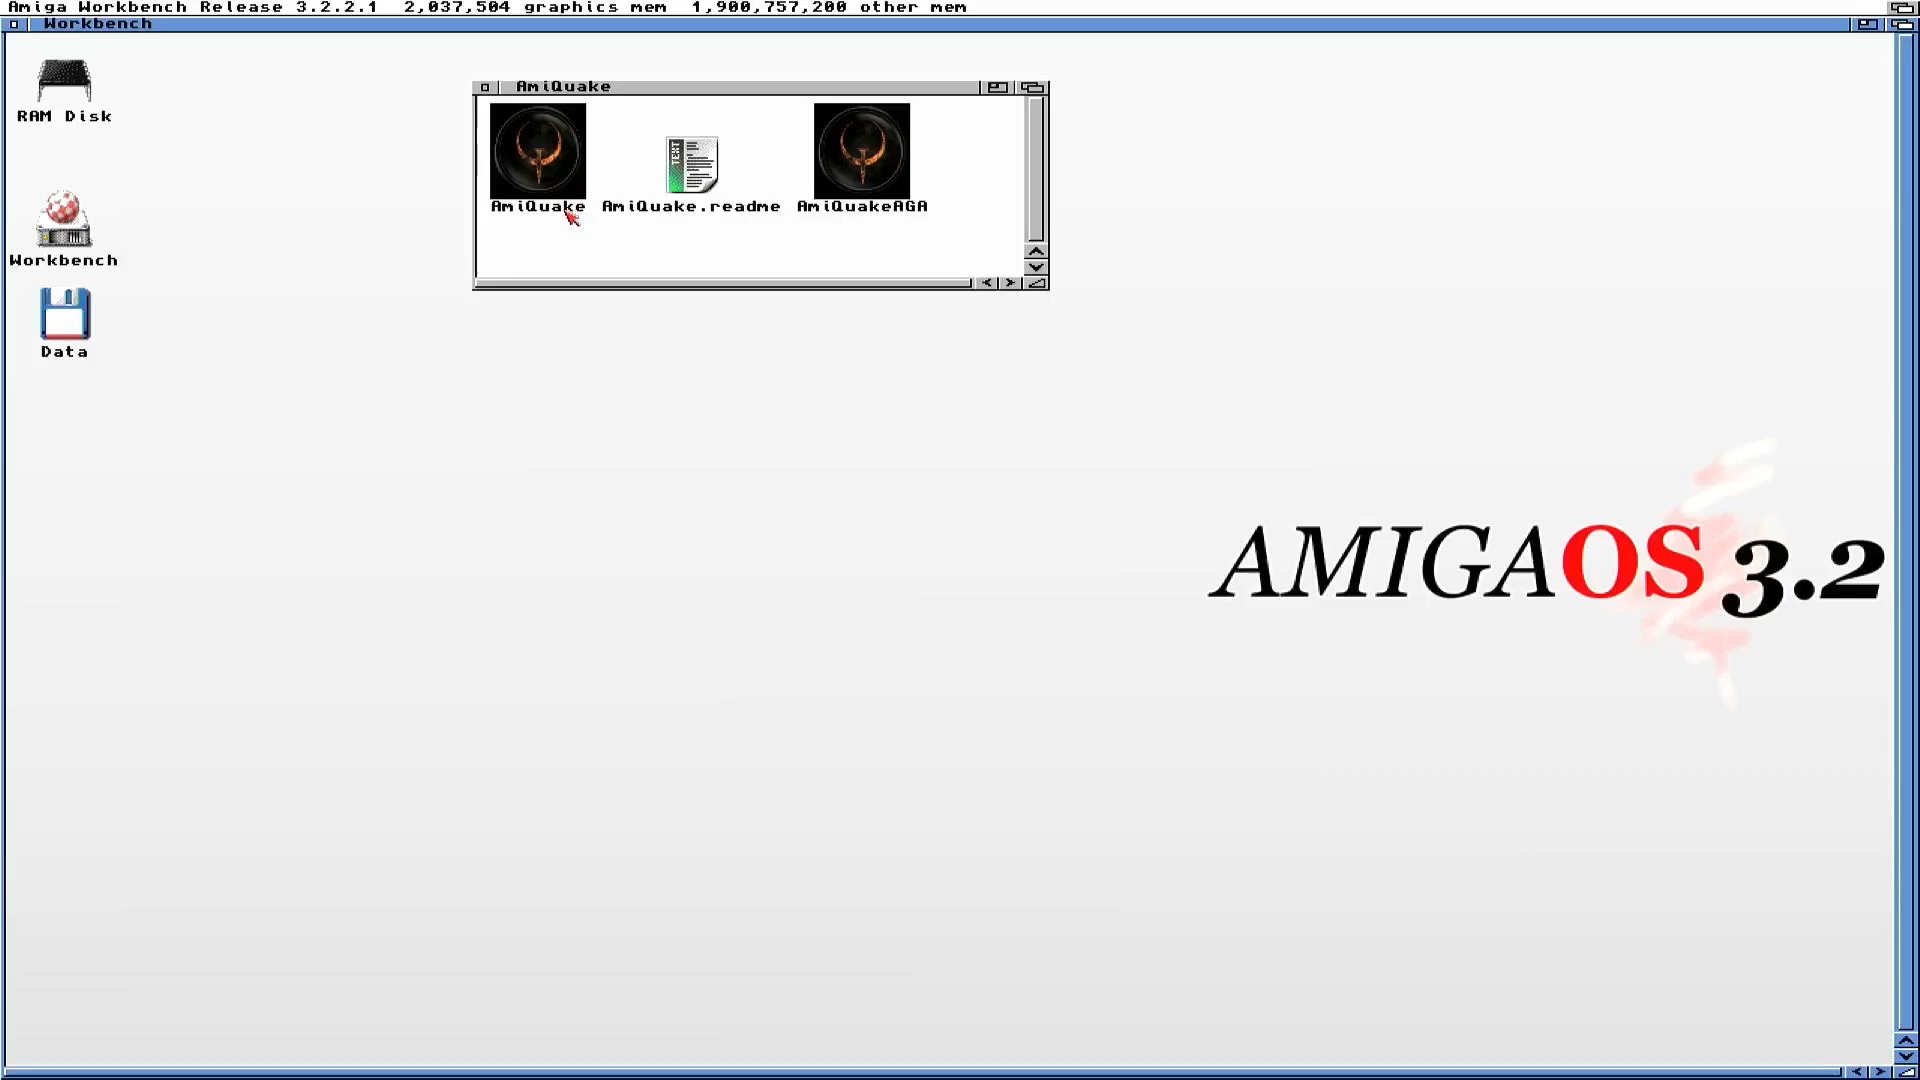 Amiga Workbench Release 3.2.2.1  2,037,504 graphics mem  1,900,757,200 other mem
Workbench
RAM Disk
Workbench
Data
AmiQuake
TEXT
AmiQuake
AmiQuake.readme
AmiQuakeAGA
AMIGAOS 3.2